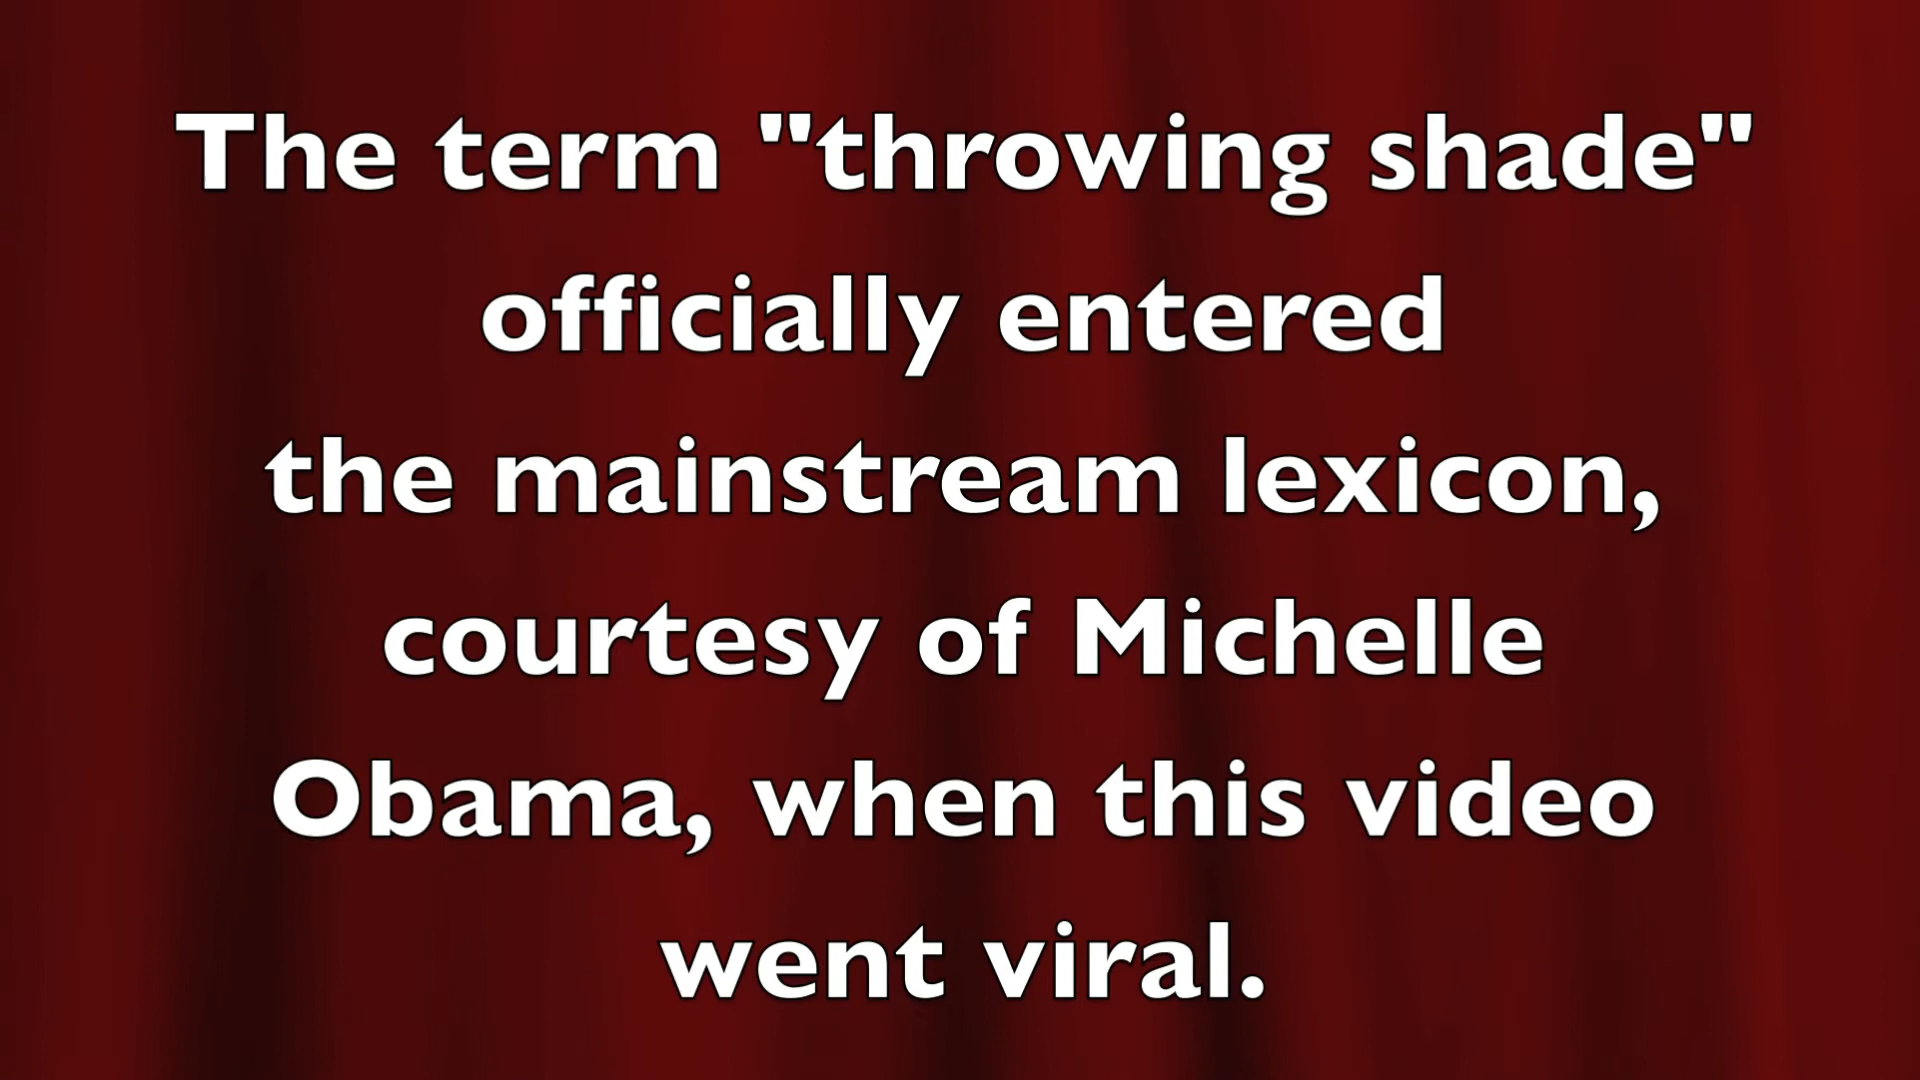 The term "throwing shade"
officially entered
the mainstream lexicon,
courtesy of Michelle
Obama, when this video
went viral.